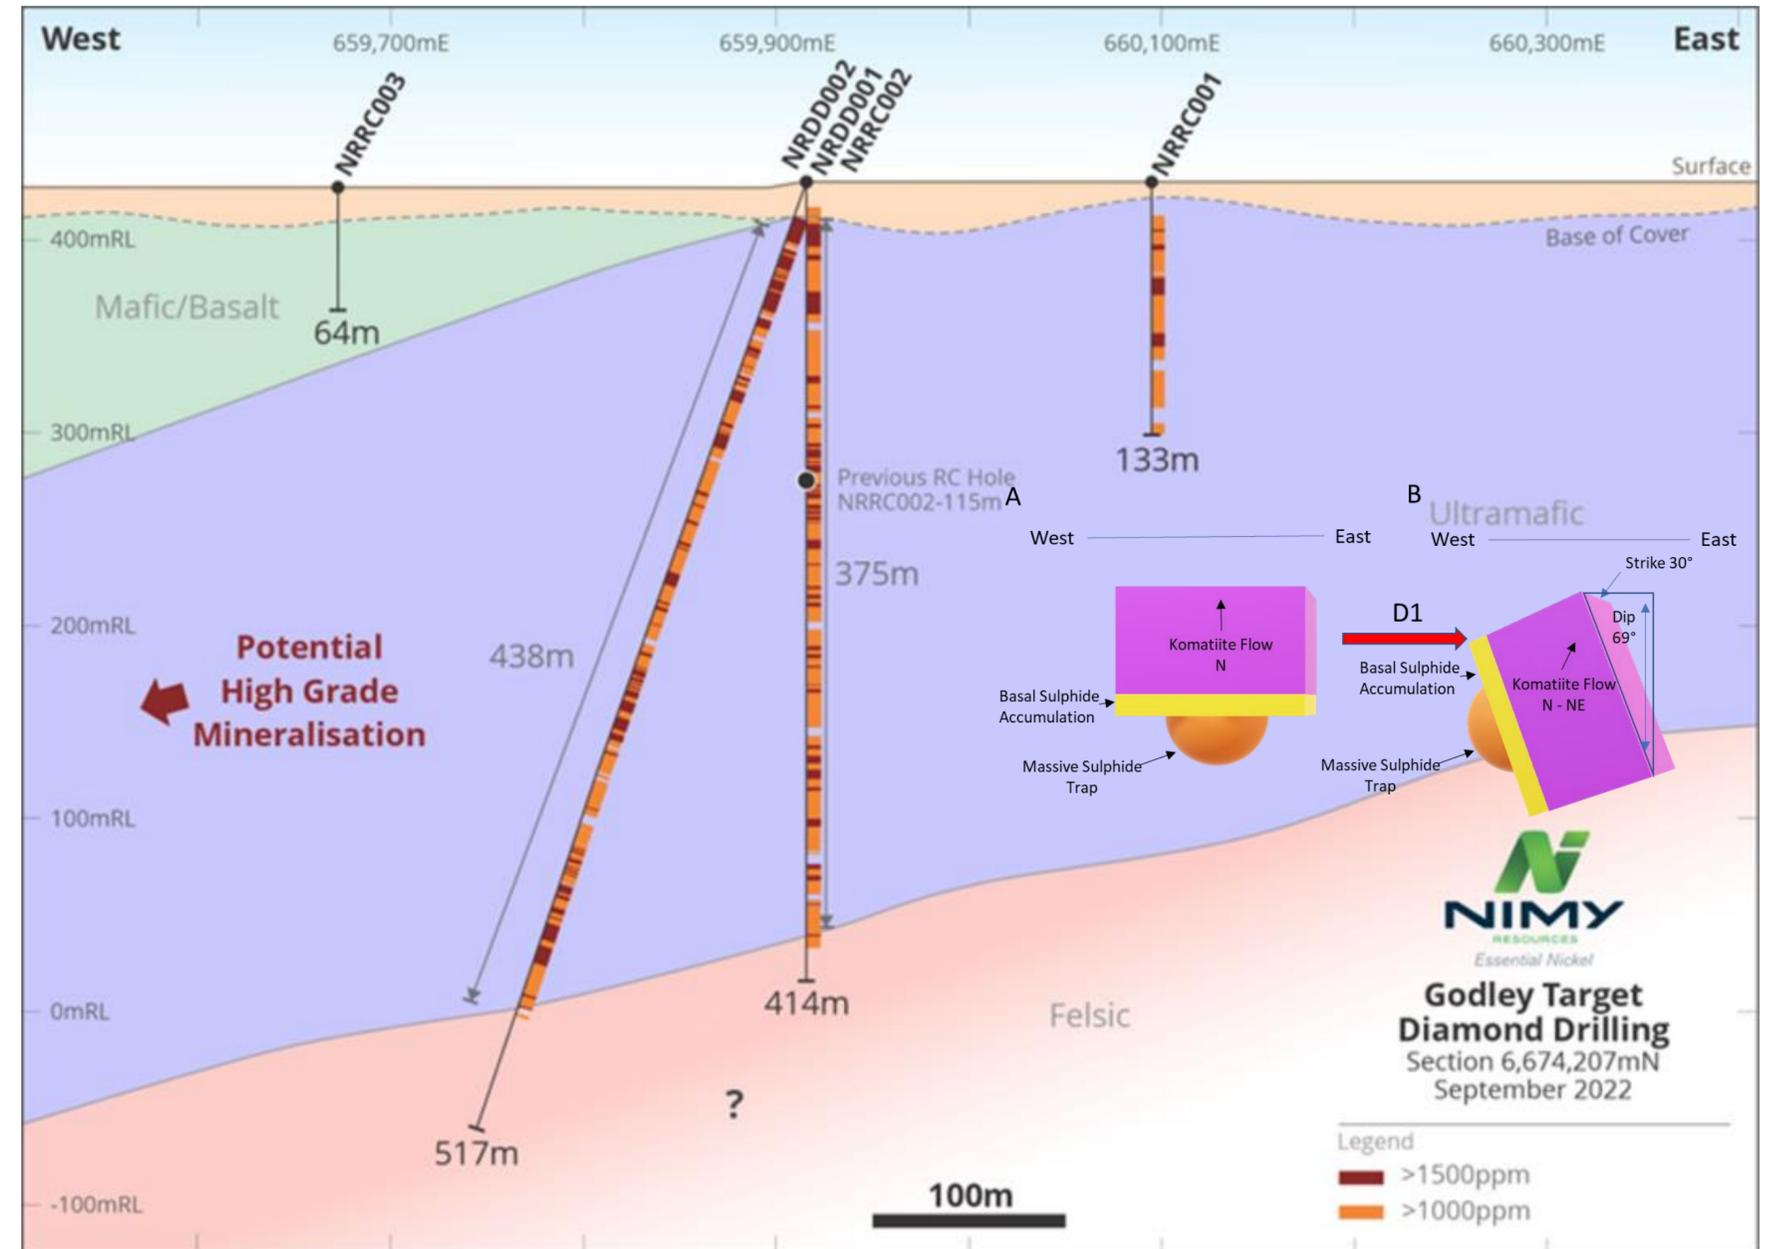 West
659,700mE
659,900mE
660,100mE
660,300mE
East
NRRC003
NRDD002
NRDD001
NRRC002
NRRC001
Surface
400mRL
Base of Cover
Mafic/Basalt
64m
300mRL
133m
Previous RC Hole
NRRC002-115m
375m
438m
200mRL
Potential
High Grade
Mineralisation
100mRL
0mRL
-100mRL
414m
517m
Felsic
?
Ultramafic
A
West
East
Komatiite Flow
N
Basal Sulphide
Accumulation
Massive Sulphide
Trap
B
West
East
Strike 30°
Dip
69°
D1
Basal Sulphide
Accumulation
Komatiite Flow
N - NE
Massive Sulphide
Trap
NIMY
RESOURCES
Essential Nickel
Godley Target
Diamond Drilling
Section 6,674,207mN
September 2022
Legend
>1500ppm
>1000ppm
100m